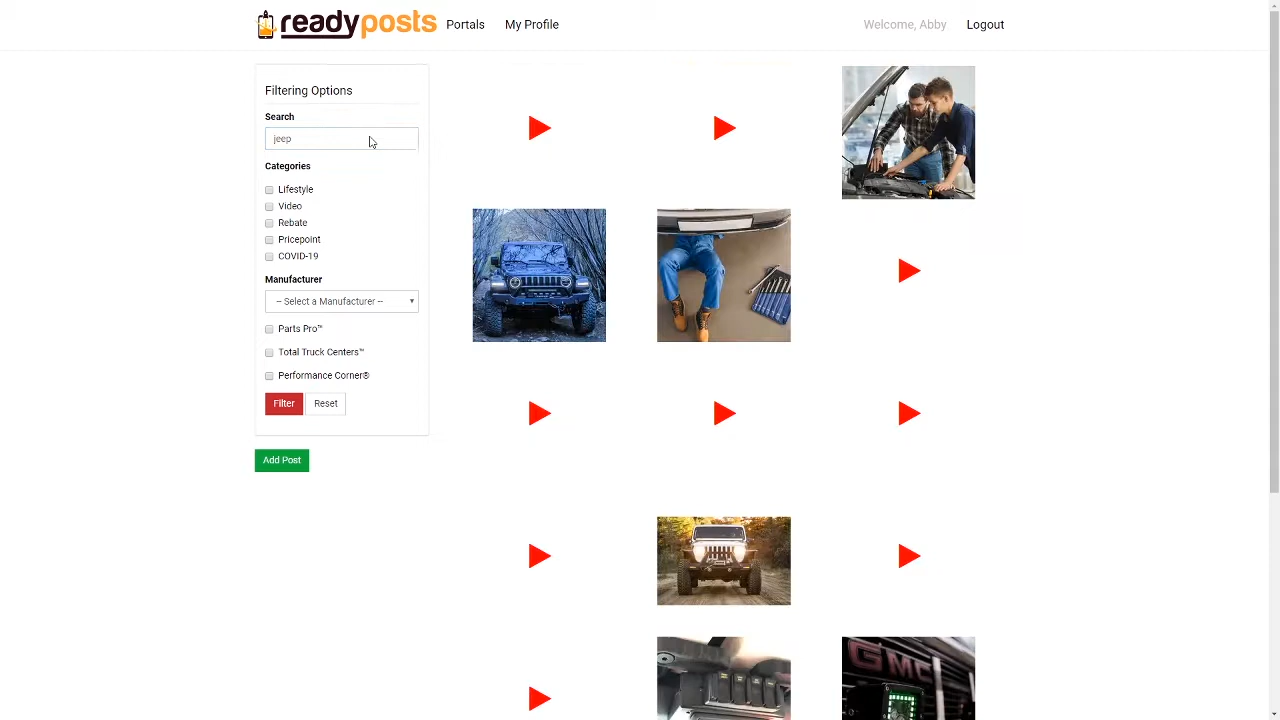 readyposts
Portals
My Profile
Welcome, Abby
Logout
Filtering Options
Search
jeep
Categories
Lifestyle
Video
Rebate
Pricepoint
COVID-19
Manufacturer
-- Select a Manufacturer --
Parts Pro™
Total Truck Centers™
Performance Corner®
Filter
Reset
Add Post
GMC